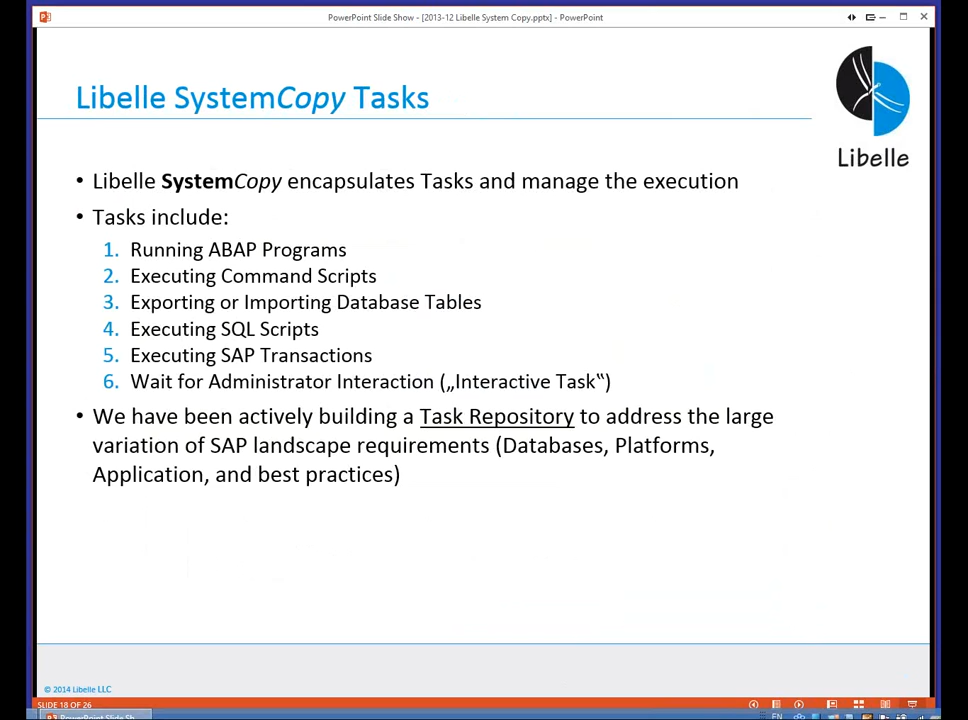 PowerPoint Slide Show - [2013-12 Libelle System Copy.pptx] - PowerPoint
Libelle SystemCopy Tasks
Libelle
• Libelle SystemCopy encapsulates Tasks and manage the execution
• Tasks include:
1. Running ABAP Programs
2. Executing Command Scripts
3. Exporting or Importing Database Tables
4. Executing SQL Scripts
5. Executing SAP Transactions
6. Wait for Administrator Interaction („Interactive Task‟)
• We have been actively building a Task Repository to address the large
variation of SAP landscape requirements (Databases, Platforms,
Application, and best practices)
© 2014 Libelle LLC
SLIDE 18 OF 26
PowerPoint Slide Sh
EN